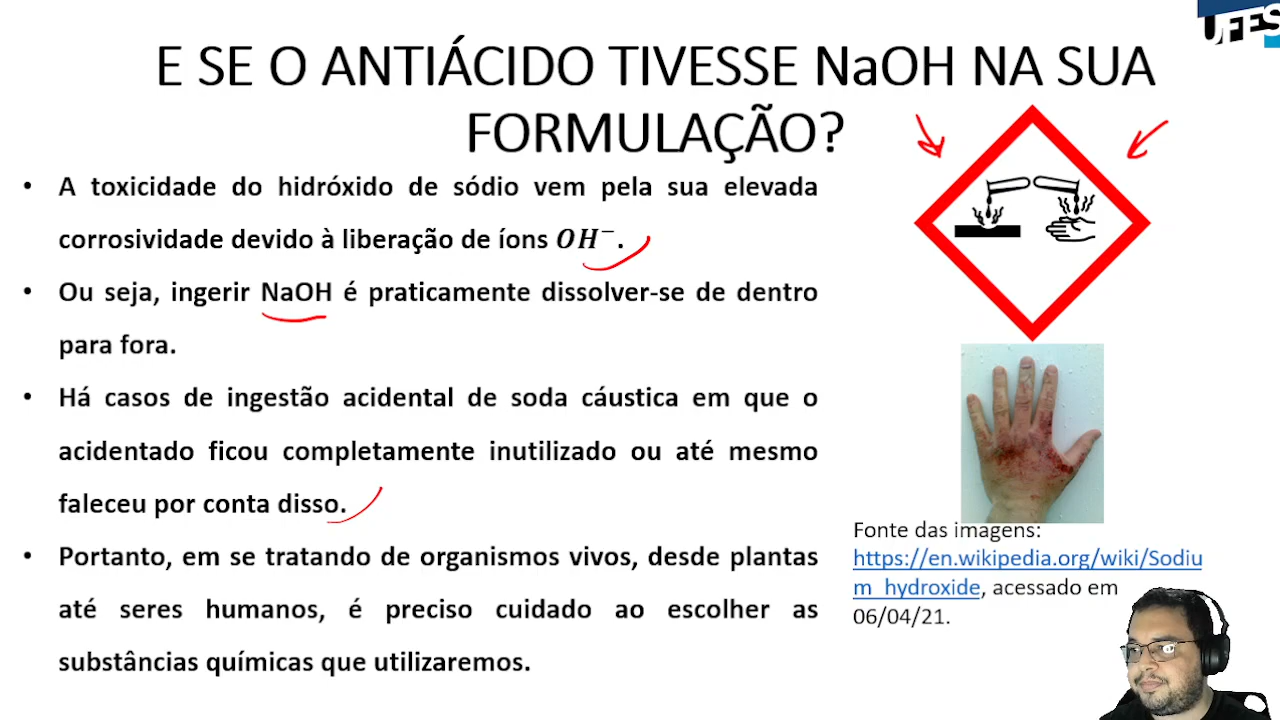 UFES
E SE O ANTIÁCIDO TIVESSE NaOH NA SUA
FORMULAÇÃO?
• A toxicidade do hidróxido de sódio vem pela sua elevada
corrosividade devido à liberação de íons OH⁻.
• Ou seja, ingerir NaOH é praticamente dissolver-se de dentro
para fora.
• Há casos de ingestão acidental de soda cáustica em que o
acidentado ficou completamente inutilizado ou até mesmo
faleceu por conta disso.
• Portanto, em se tratando de organismos vivos, desde plantas
até seres humanos, é preciso cuidado ao escolher as
substâncias químicas que utilizaremos.
Fonte das imagens:
https://en.wikipedia.org/wiki/Sodiu
m_hydroxide, acessado em
06/04/21.